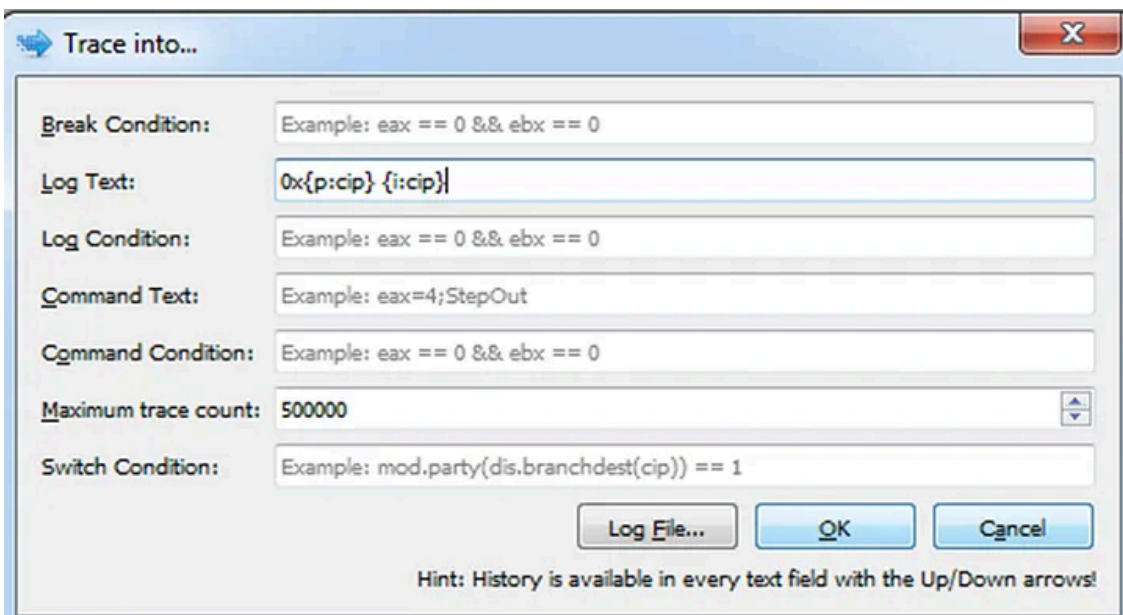 Trace into...
Break Condition: Example: eax == 0 && ebx == 0
Log Text: 0x{p:cip} {i:cip}
Log Condition: Example: eax == 0 && ebx == 0
Command Text: Example: eax=4;StepOut
Command Condition: Example: eax == 0 && ebx == 0
Maximum trace count: 500000
Switch Condition: Example: mod.party(dis.branchdest(cip)) == 1
Log File... OK Cancel
Hint: History is available in every text field with the Up/Down arrows!